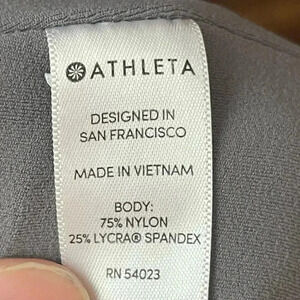 ATHLETA
DESIGNED IN
SAN FRANCISCO
MADE IN VIETNAM
BODY:
75% NYLON
25% LYCRA® SPANDEX
RN 54023